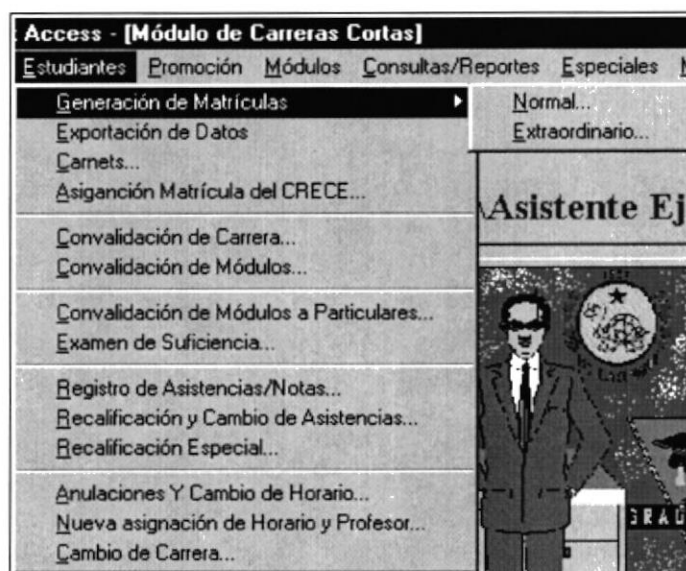 Access - [Módulo de Carreras Cortas]
Estudiantes Promoción Módulos Consultas/Reportes Especiales
Generación de Matrículas
Normal...
Exportación de Datos
Extraordinario...
Carnets...
Asiganción Matrícula del CRECE...
\Asistente Ej
Convalidación de Carrera...
Convalidación de Módulos...
Convalidación de Módulos a Particulares...
Examen de Suficiencia...
Registro de Asistencias/Notas...
Recalificación y Cambio de Asistencias...
Recalificación Especial...
Anulaciones Y Cambio de Horario...
Nueva asignación de Horario y Profesor...
GRAD
Cambio de Carrera...